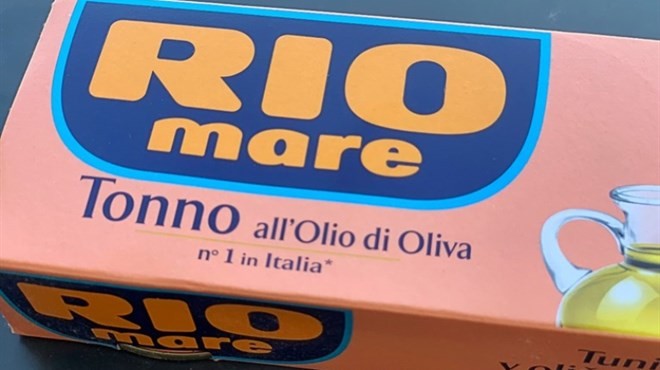 RIO
mare
Tonno all'Olio di Oliva
n° 1 in Italia*
RIO
mare